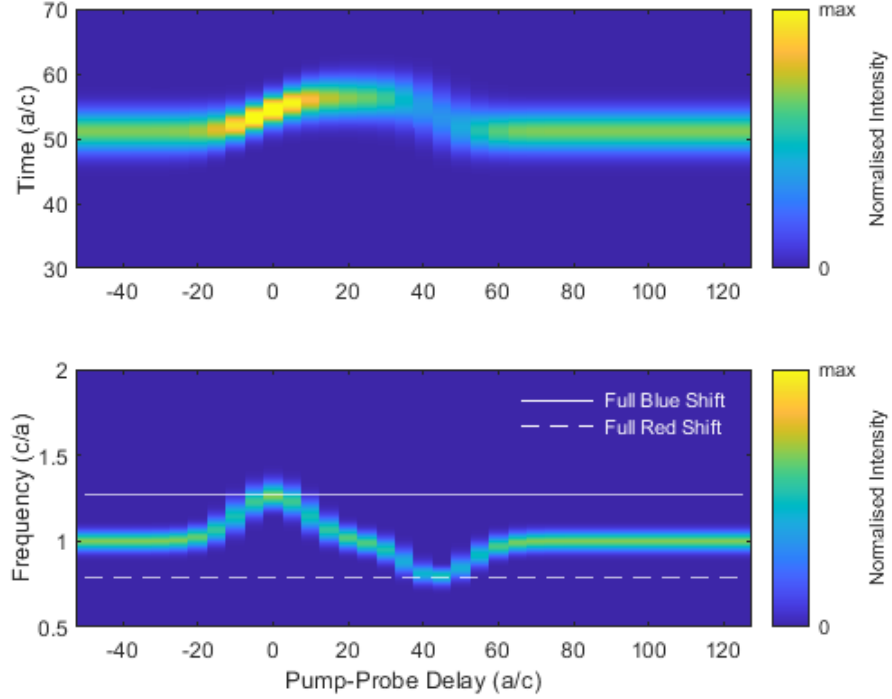 70
60
50
40
30
Time (a/c)
-40 -20 0 20 40 60 80 100 120
max
0
Normalised Intensity
2
1.5
1
0.5
Frequency (c/a)
Full Blue Shift
Full Red Shift
-40 -20 0 20 40 60 80 100 120
Pump-Probe Delay (a/c)
max
0
Normalised Intensity